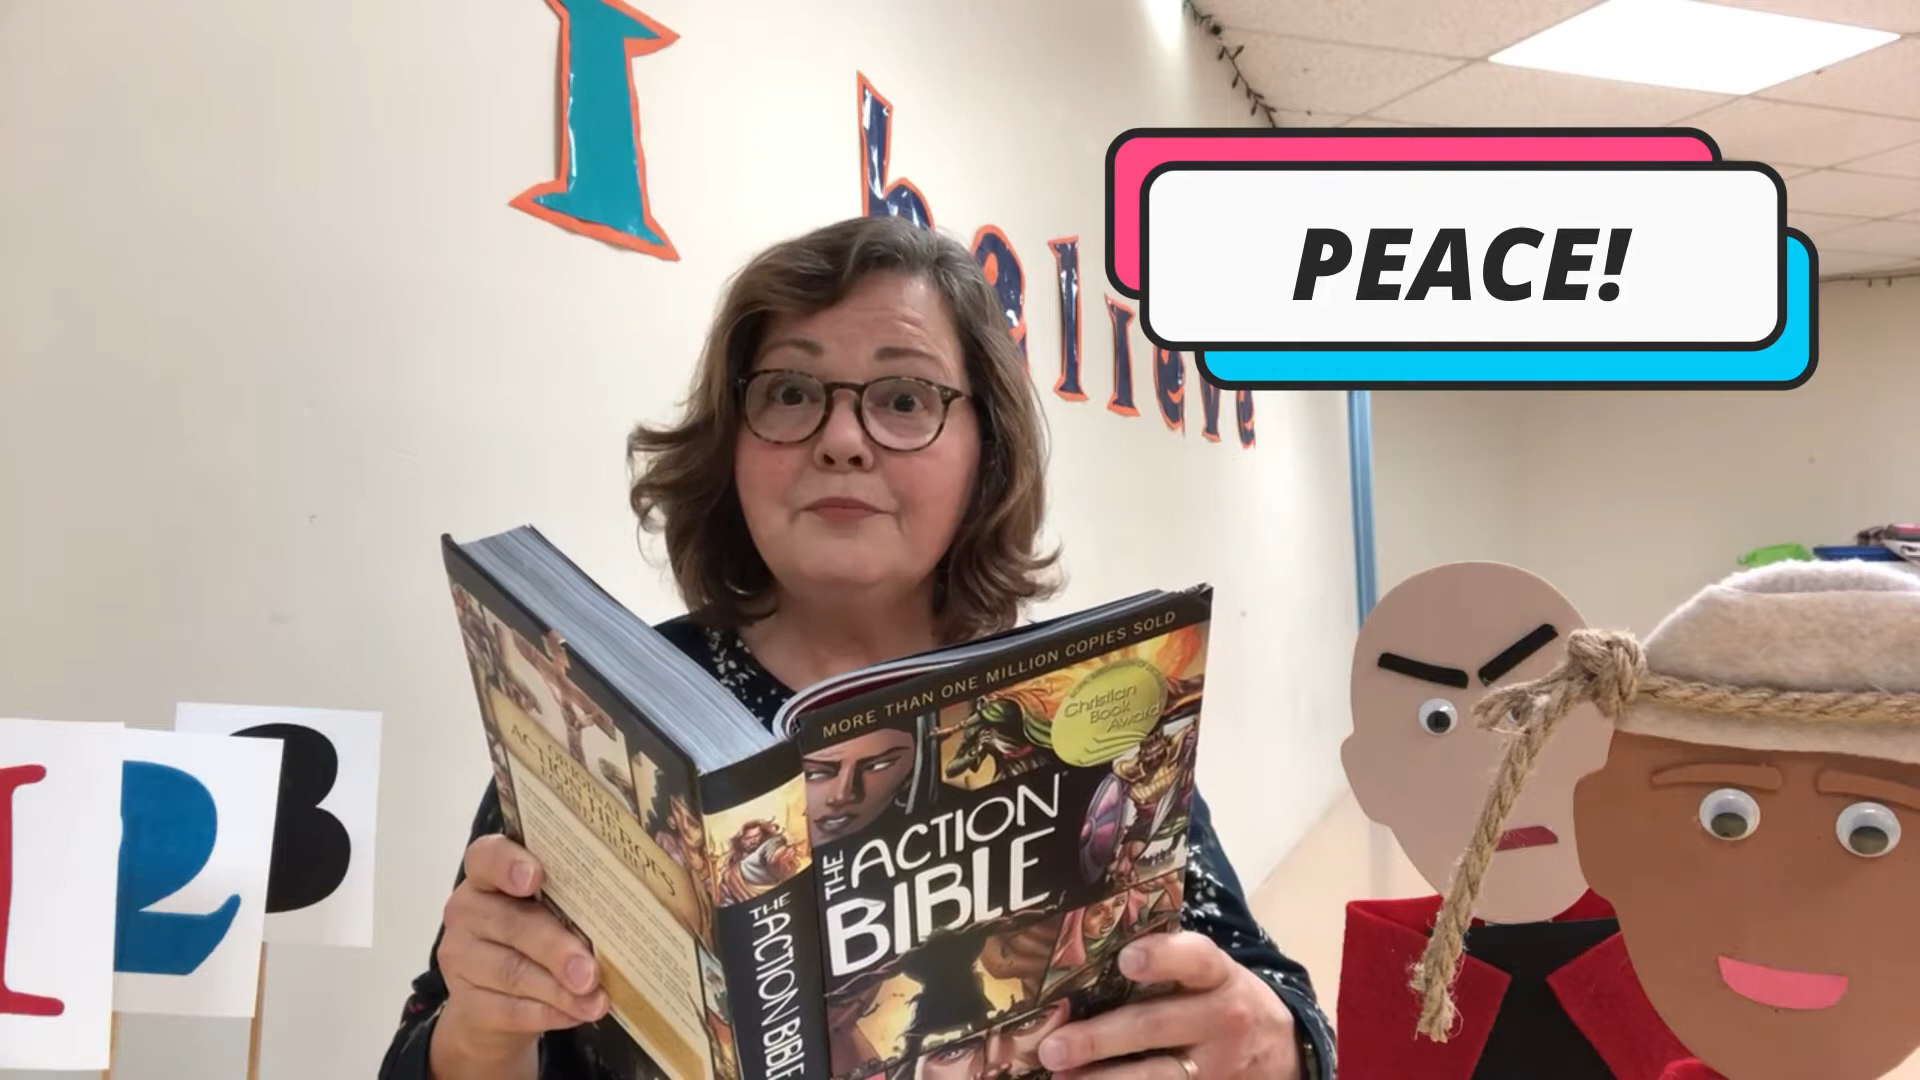 I
believe
PEACE!
1
2
3
MORE THAN ONE MILLION COPIES SOLD
Christian
Book
Award
THE ACTION
BIBLE
THE ACTION BIBLE